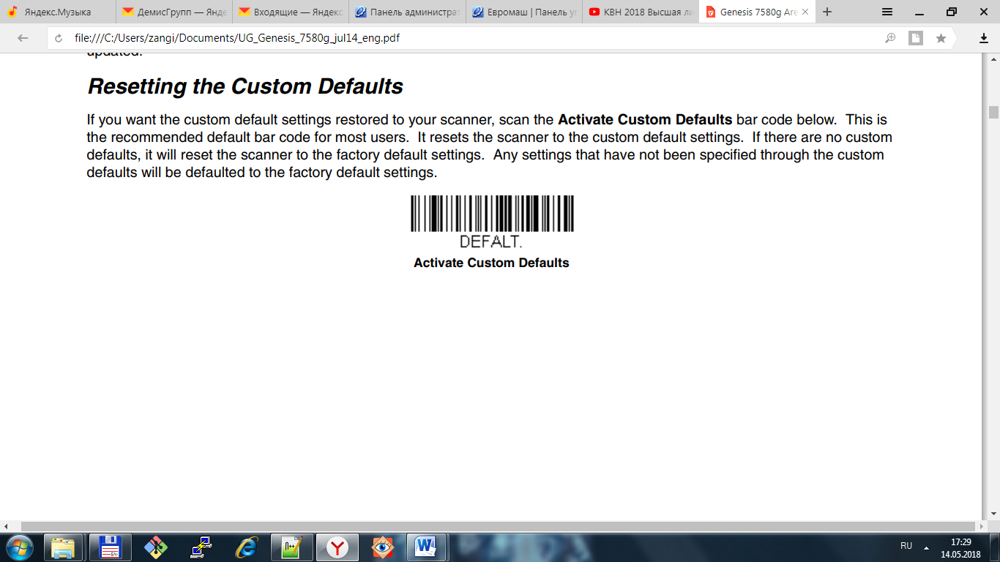 Яндекс.Музыка
ДемисГрупп — Янде
Входящие — Яндекс
Панель администрат
Евромаш | Панель уп
КВН 2018 Высшая ли
Genesis 7580g Are
file:///C:/Users/zangi/Documents/UG_Genesis_7580g_jul14_eng.pdf
updated.
Resetting the Custom Defaults
If you want the custom default settings restored to your scanner, scan the Activate Custom Defaults bar code below. This is
the recommended default bar code for most users. It resets the scanner to the custom default settings. If there are no custom
defaults, it will reset the scanner to the factory default settings. Any settings that have not been specified through the custom
defaults will be defaulted to the factory default settings.
DEFALT.
Activate Custom Defaults
64
N++
W
RU
17:29
14.05.2018